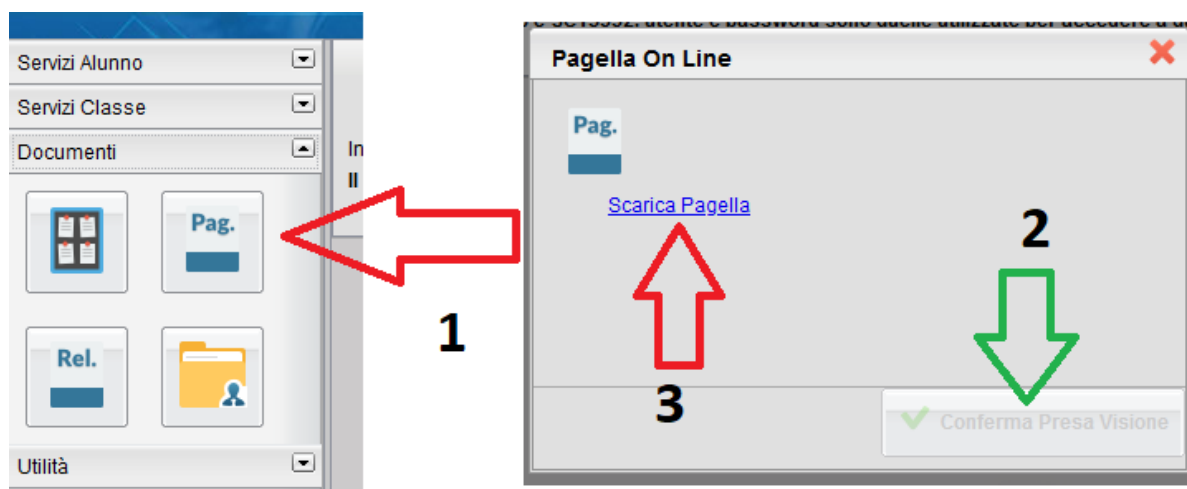 Servizi Alunno
Servizi Classe
Documenti
Pag.
Rel.
Utilità
In
Il
1
Pagella On Line
Pag.
Scarica Pagella
2
3
Conferma Presa Visione